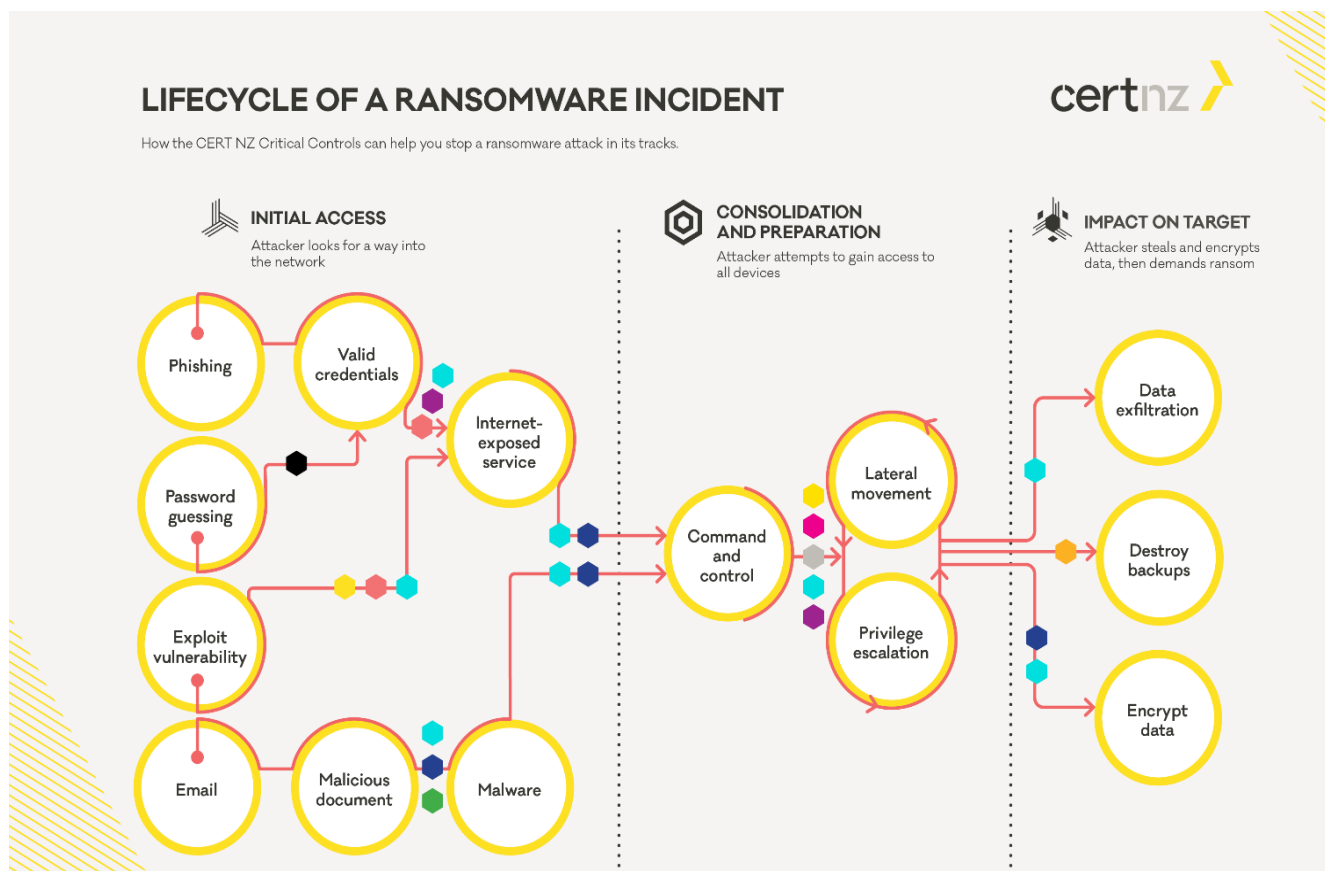 LIFECYCLE OF A RANSOMWARE INCIDENT
certnz
How the CERT NZ Critical Controls can help you stop a ransomware attack in its tracks.
INITIAL ACCESS
Attacker looks for a way into
the network
CONSOLIDATION
AND PREPARATION
Attacker attempts to gain access to
all devices
IMPACT ON TARGET
Attacker steals and encrypts
data, then demands ransom
Phishing
Valid
credentials
Internet-
exposed
service
Password
guessing
Exploit
vulnerability
Email
Malicious
document
Malware
Command
and
control
Lateral
movement
Privilege
escalation
Data
exfiltration
Destroy
backups
Encrypt
data